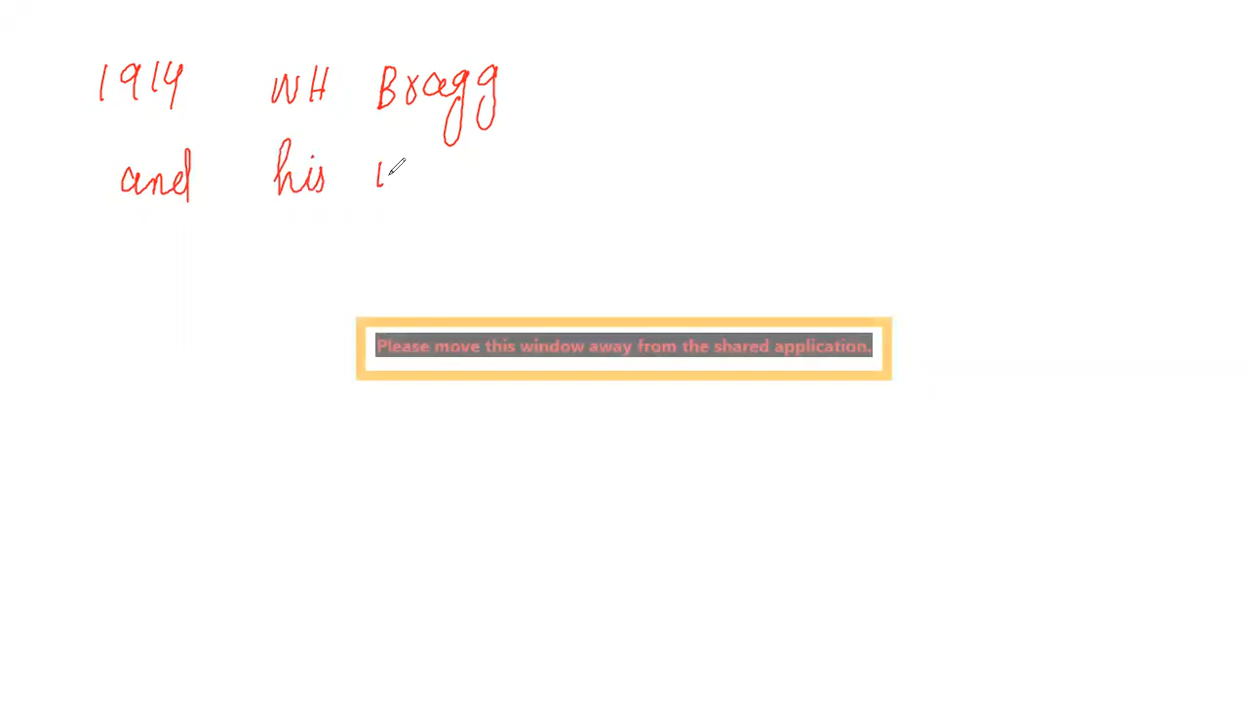 1914 WH Bragg
and his
Please move this window away from the shared application.